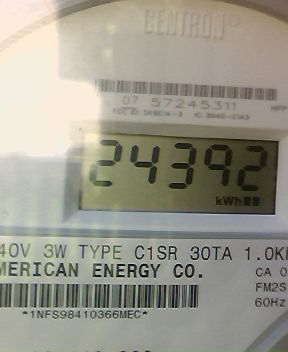 CENTRON®
07 57245311
24392
kWh
40V 3W TYPE C1SR 30TA 1.0K
MERICAN ENERGY CO.
CA 0
FM2S
60Hz
*1NFS98410366MEC*